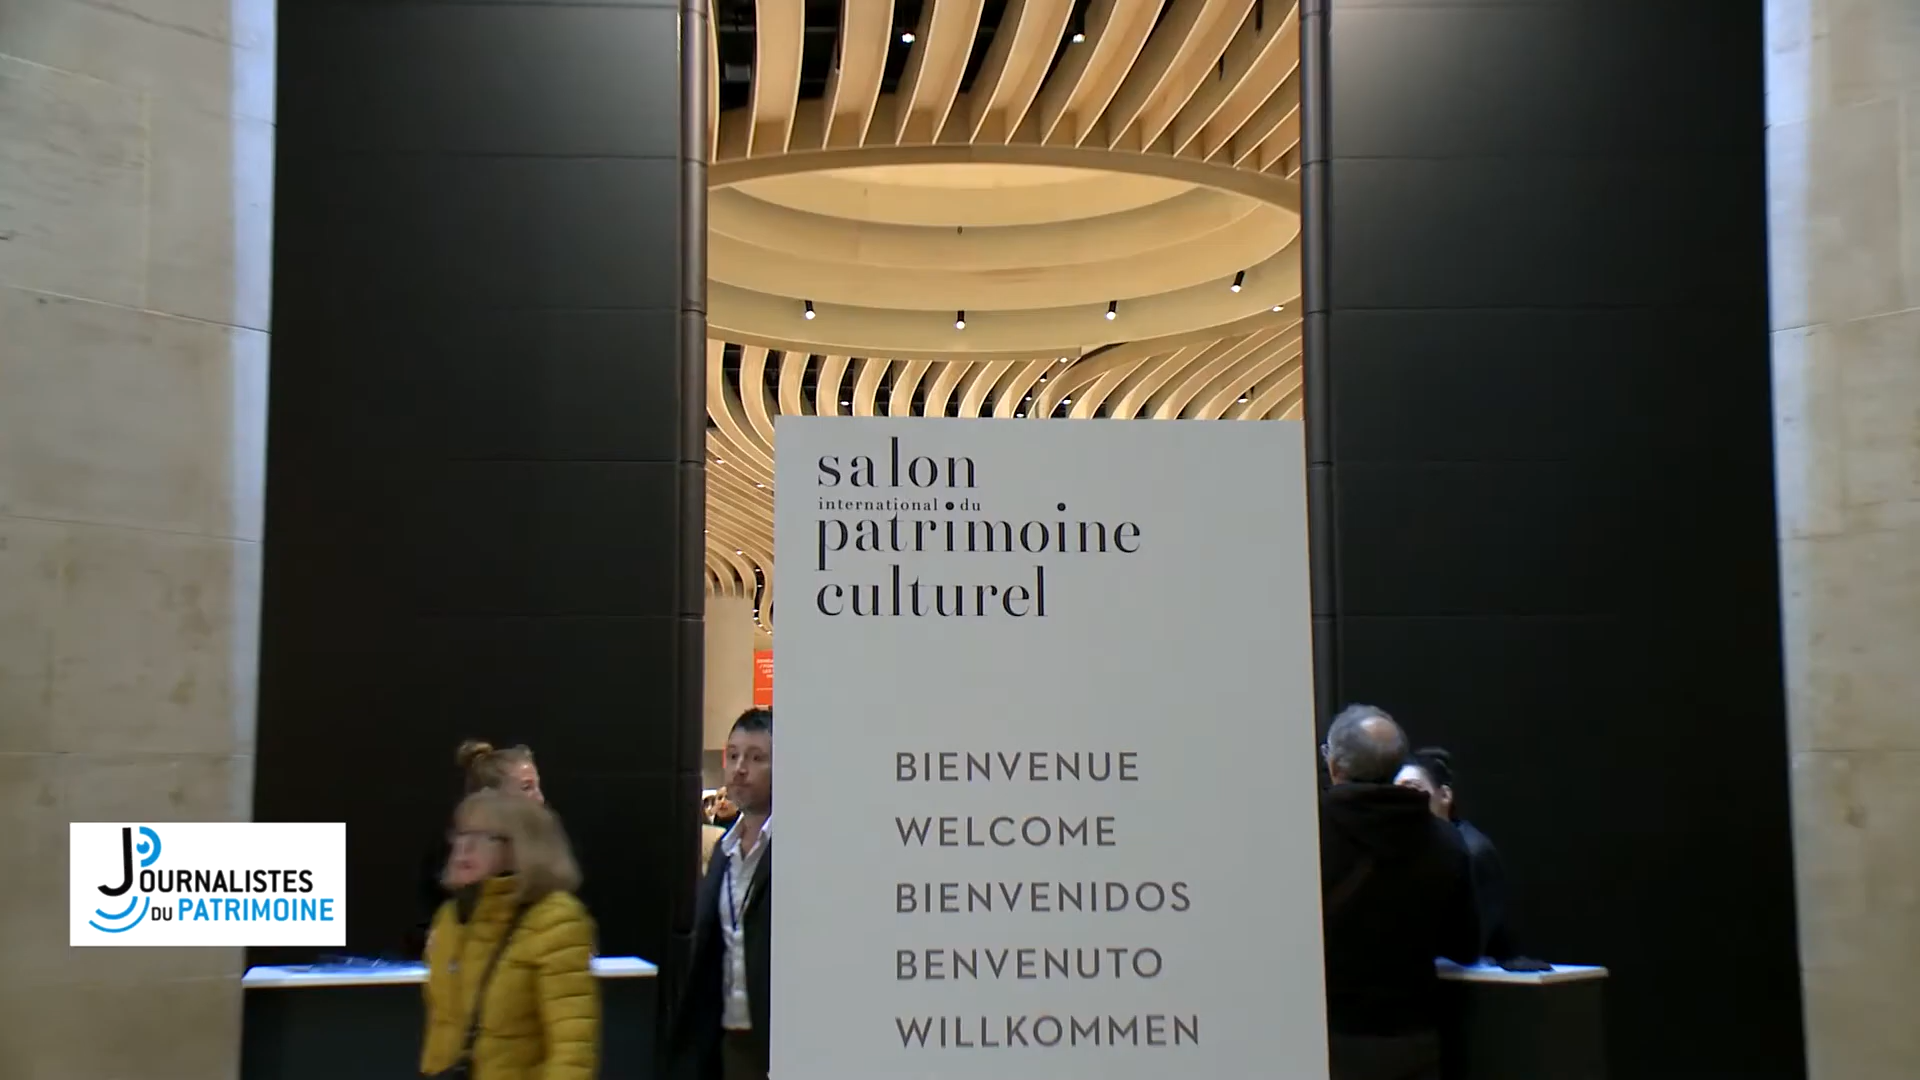 salon
international • du
patrimoine
culturel
BIENVENUE
WELCOME
BIENVENIDOS
BENVENUTO
WILLKOMMEN
JOURNALISTES
DU PATRIMOINE